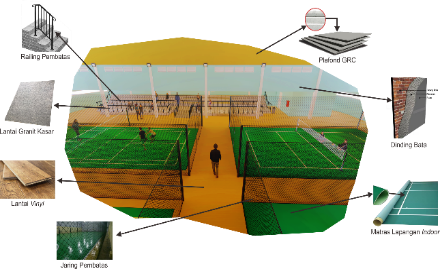 Railing Pembatas
Plafond GRC
Lantai Granit Kasar
Dinding Bata
Lantai Vinyl
Jaring Pembatas
Matras Lapangan Indoor